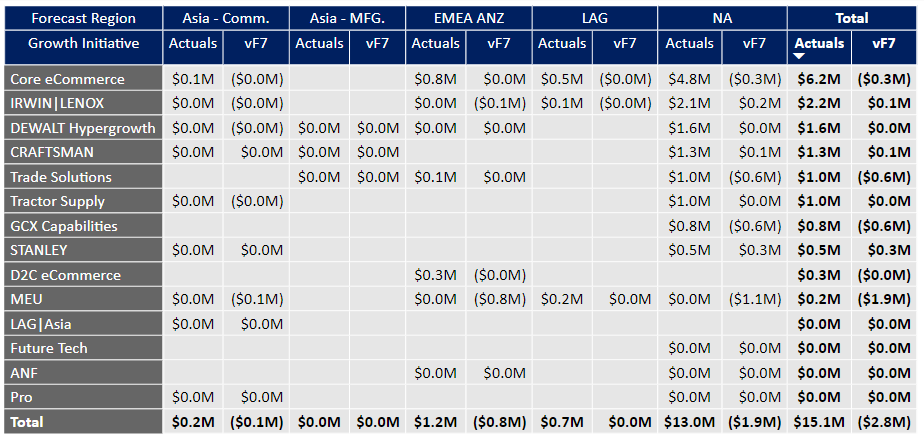 Forecast Region Asia - Comm. Asia - MFG. EMEA ANZ LAG NA Total
Growth Initiative Actuals vF7 Actuals vF7 Actuals vF7 Actuals vF7 Actuals vF7 Actuals vF7
Core eCommerce $0.1M ($0.0M) $0.8M $0.0M $0.5M ($0.0M) $4.8M ($0.3M) $6.2M ($0.3M)
IRWIN|LENOX $0.0M ($0.0M) $0.0M ($0.1M) $0.1M ($0.0M) $2.1M $0.2M $2.2M $0.1M
DEWALT Hypergrowth $0.0M ($0.0M) $0.0M $0.0M $0.0M $0.0M $1.6M $0.0M $1.6M $0.0M
CRAFTSMAN $0.0M $0.0M $0.0M $0.0M $1.3M $0.1M $1.3M $0.1M
Trade Solutions $0.0M $0.0M $0.1M $0.0M $1.0M ($0.6M) $1.0M ($0.6M)
Tractor Supply $0.0M ($0.0M) $1.0M $0.0M $1.0M $0.0M
GCX Capabilities $0.8M ($0.6M) $0.8M ($0.6M)
STANLEY $0.0M $0.0M $0.5M $0.3M $0.5M $0.3M
D2C eCommerce $0.3M ($0.0M) $0.3M ($0.0M)
MEU $0.0M ($0.1M) $0.0M ($0.8M) $0.2M $0.0M $0.0M ($1.1M) $0.2M ($1.9M)
LAG|Asia $0.0M $0.0M $0.0M $0.0M
Future Tech $0.0M $0.0M $0.0M $0.0M
ANF $0.0M $0.0M $0.0M $0.0M $0.0M $0.0M
Pro $0.0M $0.0M $0.0M $0.0M $0.0M $0.0M
Total $0.2M ($0.1M) $0.0M $0.0M $1.2M ($0.8M) $0.7M $0.0M $13.0M ($1.9M) $15.1M ($2.8M)